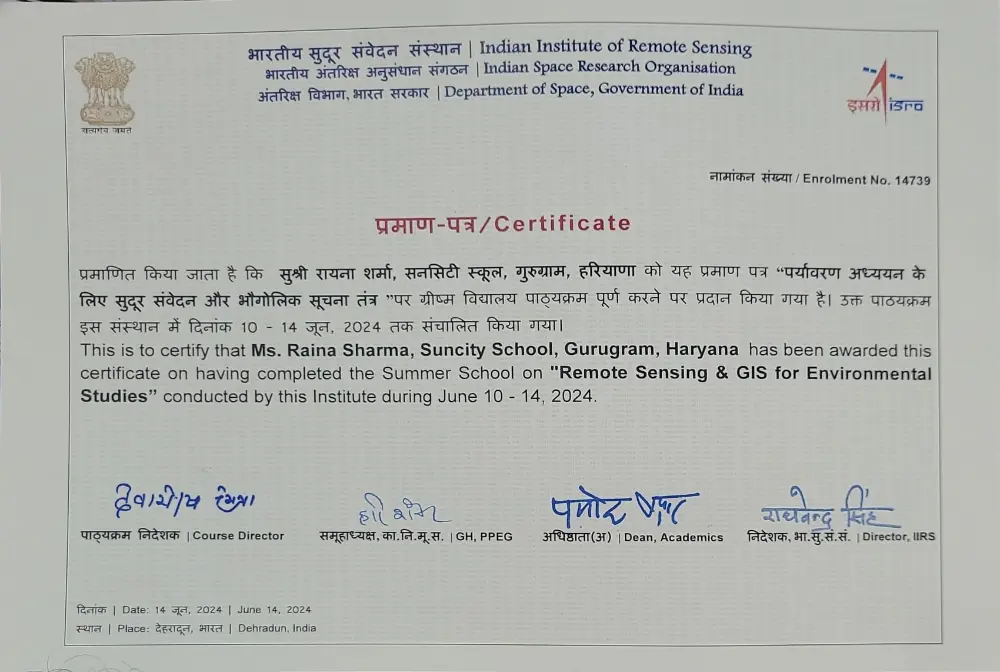 भारतीय सुदूर संवेदन संस्थान | Indian Institute of Remote Sensing
भारतीय अंतरिक्ष अनुसंधान संगठन | Indian Space Research Organisation
अंतरिक्ष विभाग, भारत सरकार | Department of Space, Government of India
सत्यमेव जयते
इसरो isro
नामांकन संख्या / Enrolment No. 14739
प्रमाण-पत्र/Certificate
प्रमाणित किया जाता है कि सुश्री रायना शर्मा, सनसिटी स्कूल, गुरुग्राम, हरियाणा को यह प्रमाण पत्र “पर्यावरण अध्ययन के
लिए सुदूर संवेदन और भौगोलिक सूचना तंत्र ”पर ग्रीष्म विद्यालय पाठ्यक्रम पूर्ण करने पर प्रदान किया गया है। उक्त पाठयक्रम
इस संस्थान में दिनांक 10 - 14 जून, 2024 तक संचालित किया गया।
This is to certify that Ms. Raina Sharma, Suncity School, Gurugram, Haryana has been awarded this
certificate on having completed the Summer School on "Remote Sensing & GIS for Environmental
Studies” conducted by this Institute during June 10 - 14, 2024.
राघवेन्द्र सिंह
पाठ्यक्रम निदेशक | Course Director
समूहाध्यक्ष, का.नि.मू.स. | GH, PPEG
अधिष्ठाता(अ) | Dean, Academics
निदेशक, भा.सु.सं.सं. | Director, IIRS
दिनांक | Date: 14 जून, 2024 | June 14, 2024
स्थान | Place: देहरादून, भारत | Dehradun, India